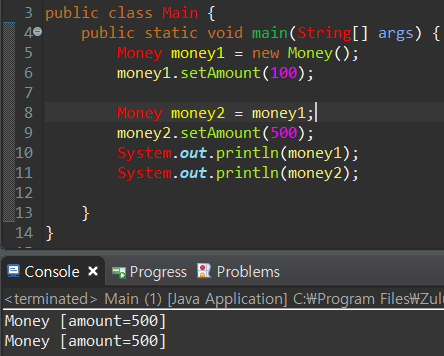 3 public class Main {
4 public static void main(String[] args) {
5 Money money1 = new Money();
6 money1.setAmount(100);
7
8 Money money2 = money1;
9 money2.setAmount(500);
10 System.out.println(money1);
11 System.out.println(money2);
12
13 }
14 }
Console Progress Problems
<terminated> Main (1) [Java Application] C:₩Program Files₩Zulu
Money [amount=500]
Money [amount=500]